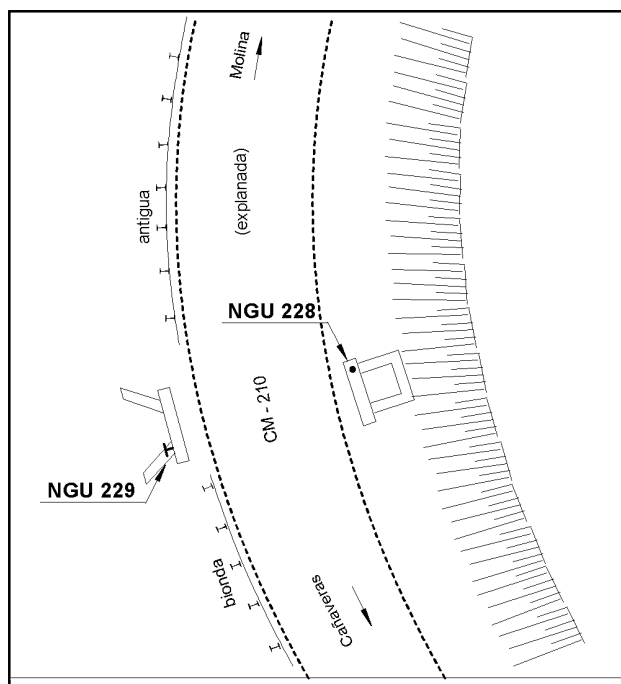 Molina
(explanada)
antigua
NGU 228
CM - 210
NGU 229
bionda
Cañaveras